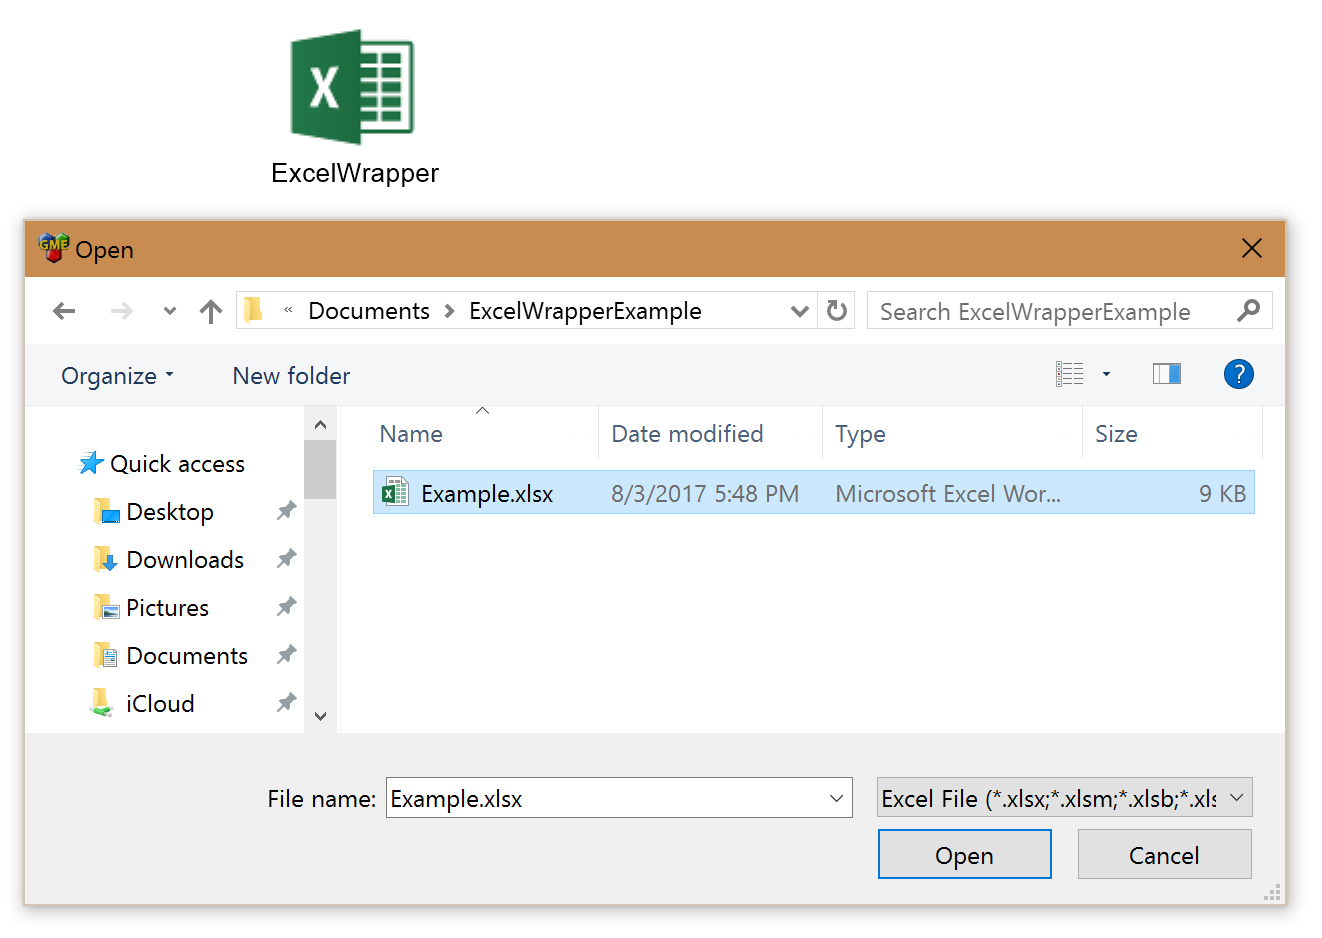 X
ExcelWrapper
GME Open
« Documents > ExcelWrapperExample
Search ExcelWrapperExample
Organize
New folder
?
Name
Date modified
Type
Size
Quick access
Example.xlsx 8/3/2017 5:48 PM Microsoft Excel Wor... 9 KB
Desktop
Downloads
Pictures
Documents
iCloud
File name: Example.xlsx
Excel File (*.xlsx;*.xlsm;*.xlsb;*.xls
Open
Cancel